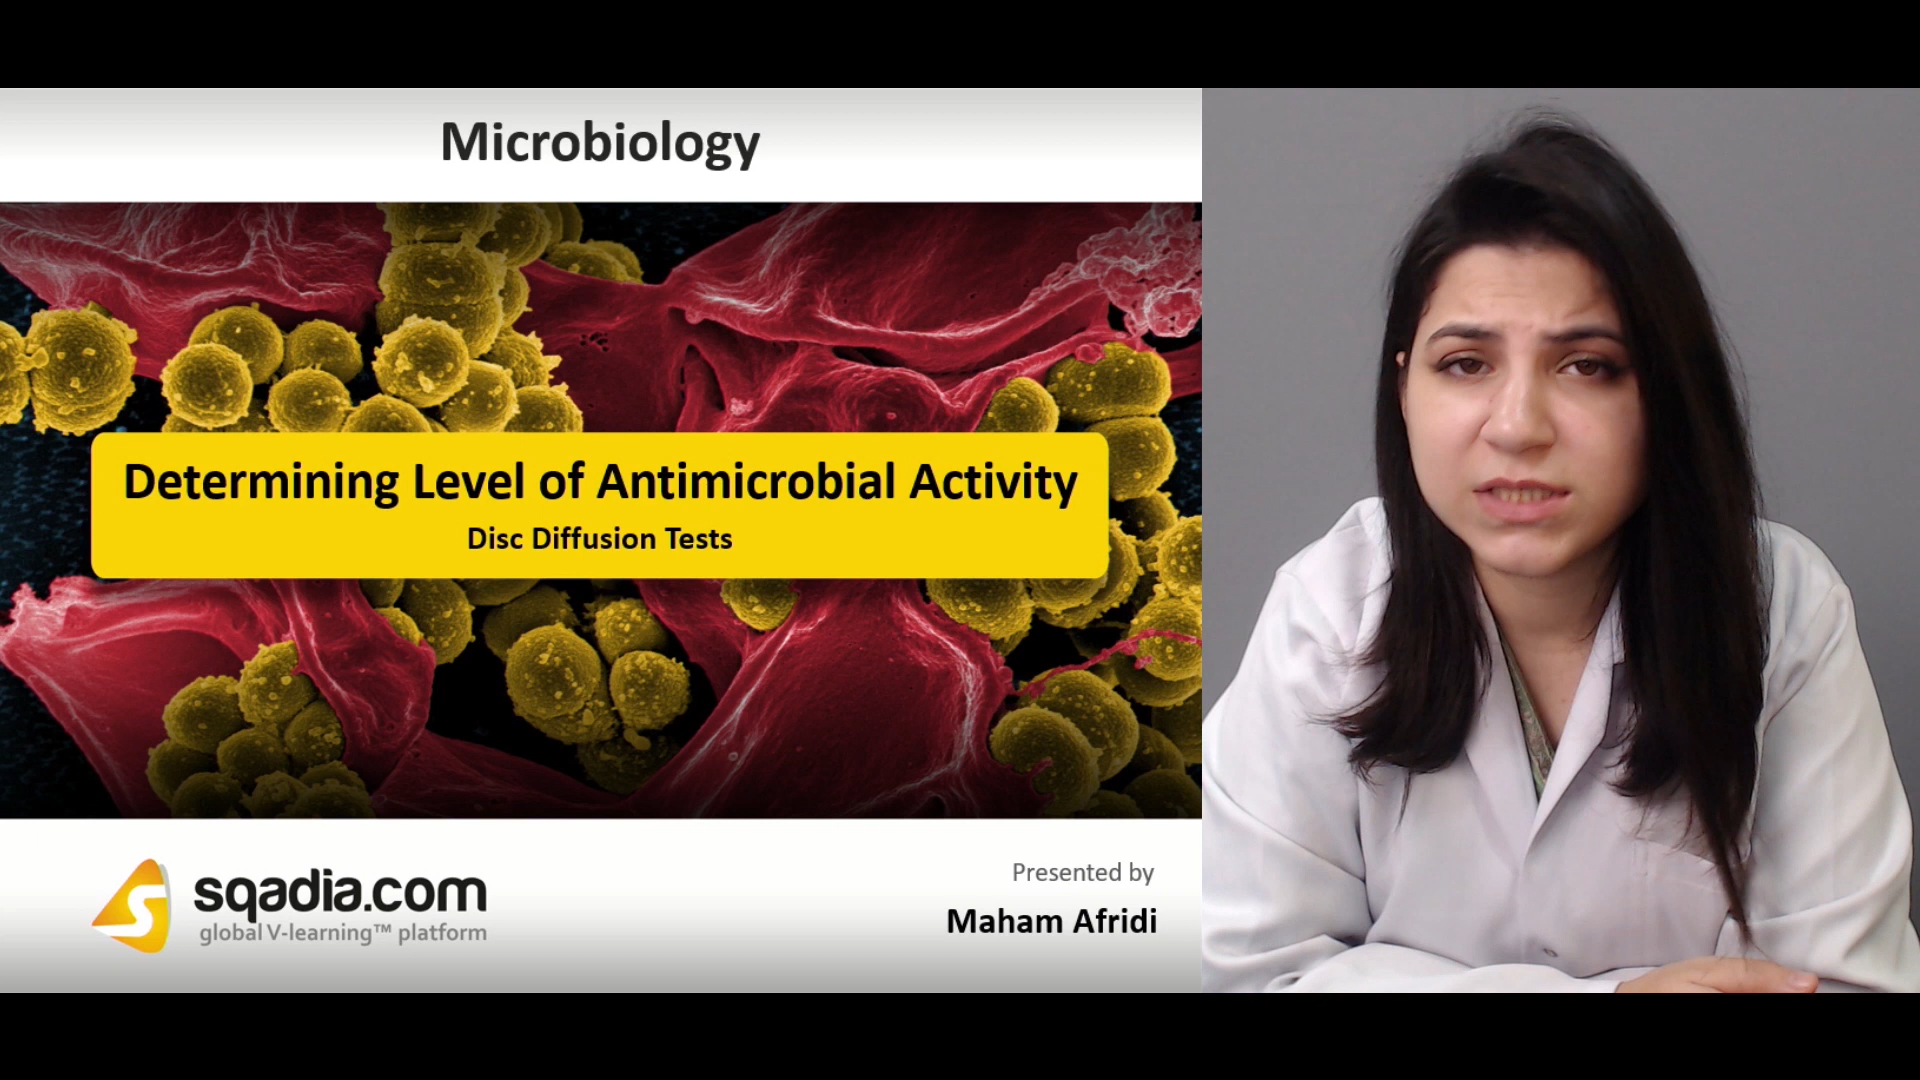 Microbiology
Determining Level of Antimicrobial Activity
Disc Diffusion Tests
sqadia.com
global V-learning™ platform
Presented by
Maham Afridi